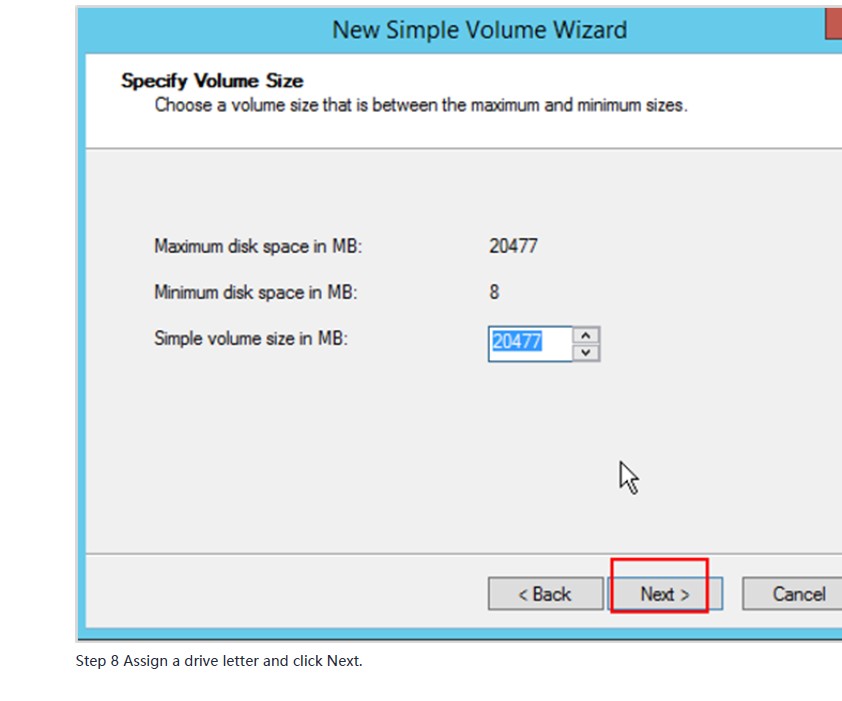 New Simple Volume Wizard
Specify Volume Size
Choose a volume size that is between the maximum and minimum sizes.
Maximum disk space in MB: 20477
Minimum disk space in MB: 8
Simple volume size in MB: 20477
< Back Next > Cancel
Step 8 Assign a drive letter and click Next.